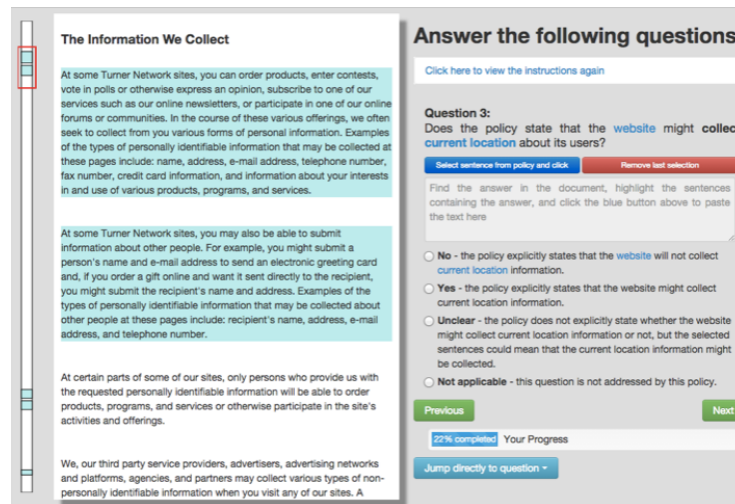 The Information We Collect
At some Turner Network sites, you can order products, enter contests,
vote in polls or otherwise express an opinion, subscribe to one of our
services such as our online newsletters, or participate in one of our online
forums or communities. In the course of these various offerings, we often
seek to collect from you various forms of personal information. Examples
of the types of personally identifiable information that may be collected at
these pages include: name, address, e-mail address, telephone number,
fax number, credit card information, and information about your interests
in and use of various products, programs, and services.
At some Turner Network sites, you may also be able to submit
information about other people. For example, you might submit a
person's name and e-mail address to send an electronic greeting card
and, if you order a gift online and want it sent directly to the recipient,
you might submit the recipient's name and address. Examples of the
types of personally identifiable information that may be collected about
other people at these pages include: recipient's name, address, e-mail
address, and telephone number.
At certain parts of some of our sites, only persons who provide us with
the requested personally identifiable information will be able to order
products, programs, and services or otherwise participate in the site's
activities and offerings.
We, our third party service providers, advertisers, advertising networks
and platforms, agencies, and partners may collect various types of non-
personally identifiable information when you visit any of our sites. A
Answer the following questions
Click here to view the instructions again
Question 3:
Does the policy state that the website might collec
current location about its users?
Select sentence from policy and click
Remove last selection
Find the answer in the document, highlight the sentences
containing the answer, and click the blue button above to paste
the text here
No - the policy explicitly states that the website will not collect
current location information.
Yes - the policy explicitly states that the website might collect
current location information.
Unclear - the policy does not explicitly state whether the website
might collect current location information or not, but the selected
sentences could mean that the current location information might
be collected.
Not applicable - this question is not addressed by this policy.
Previous
Next
22% completed Your Progress
Jump directly to question